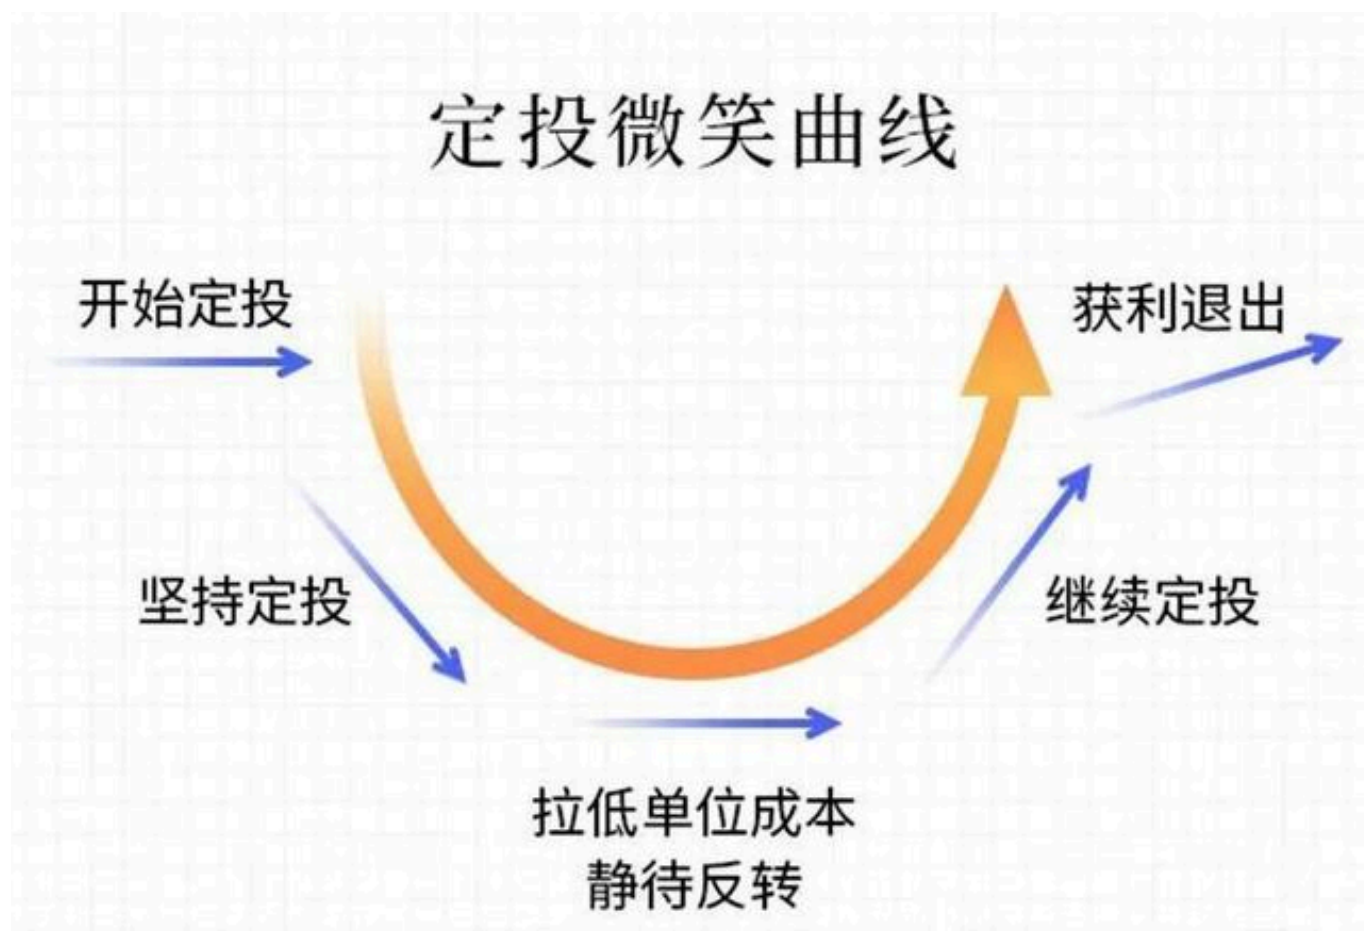 定投微笑曲线
开始定投
获利退出
坚持定投
继续定投
拉低单位成本
静待反转